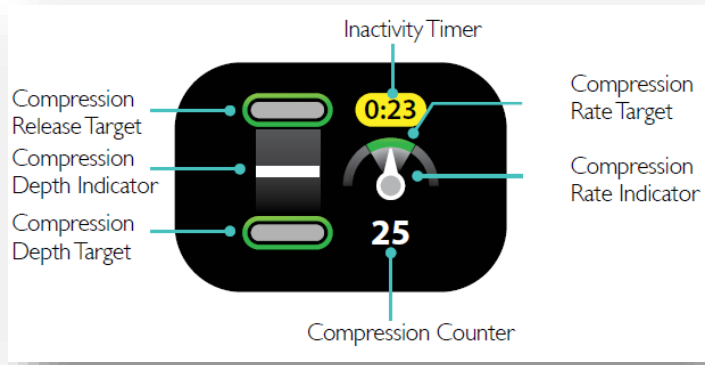 Inactivity Timer
Compression
Release Target
Compression
Depth Indicator
Compression
Depth Target
0:23
25
Compression
Rate Target
Compression
Rate Indicator
Compression Counter